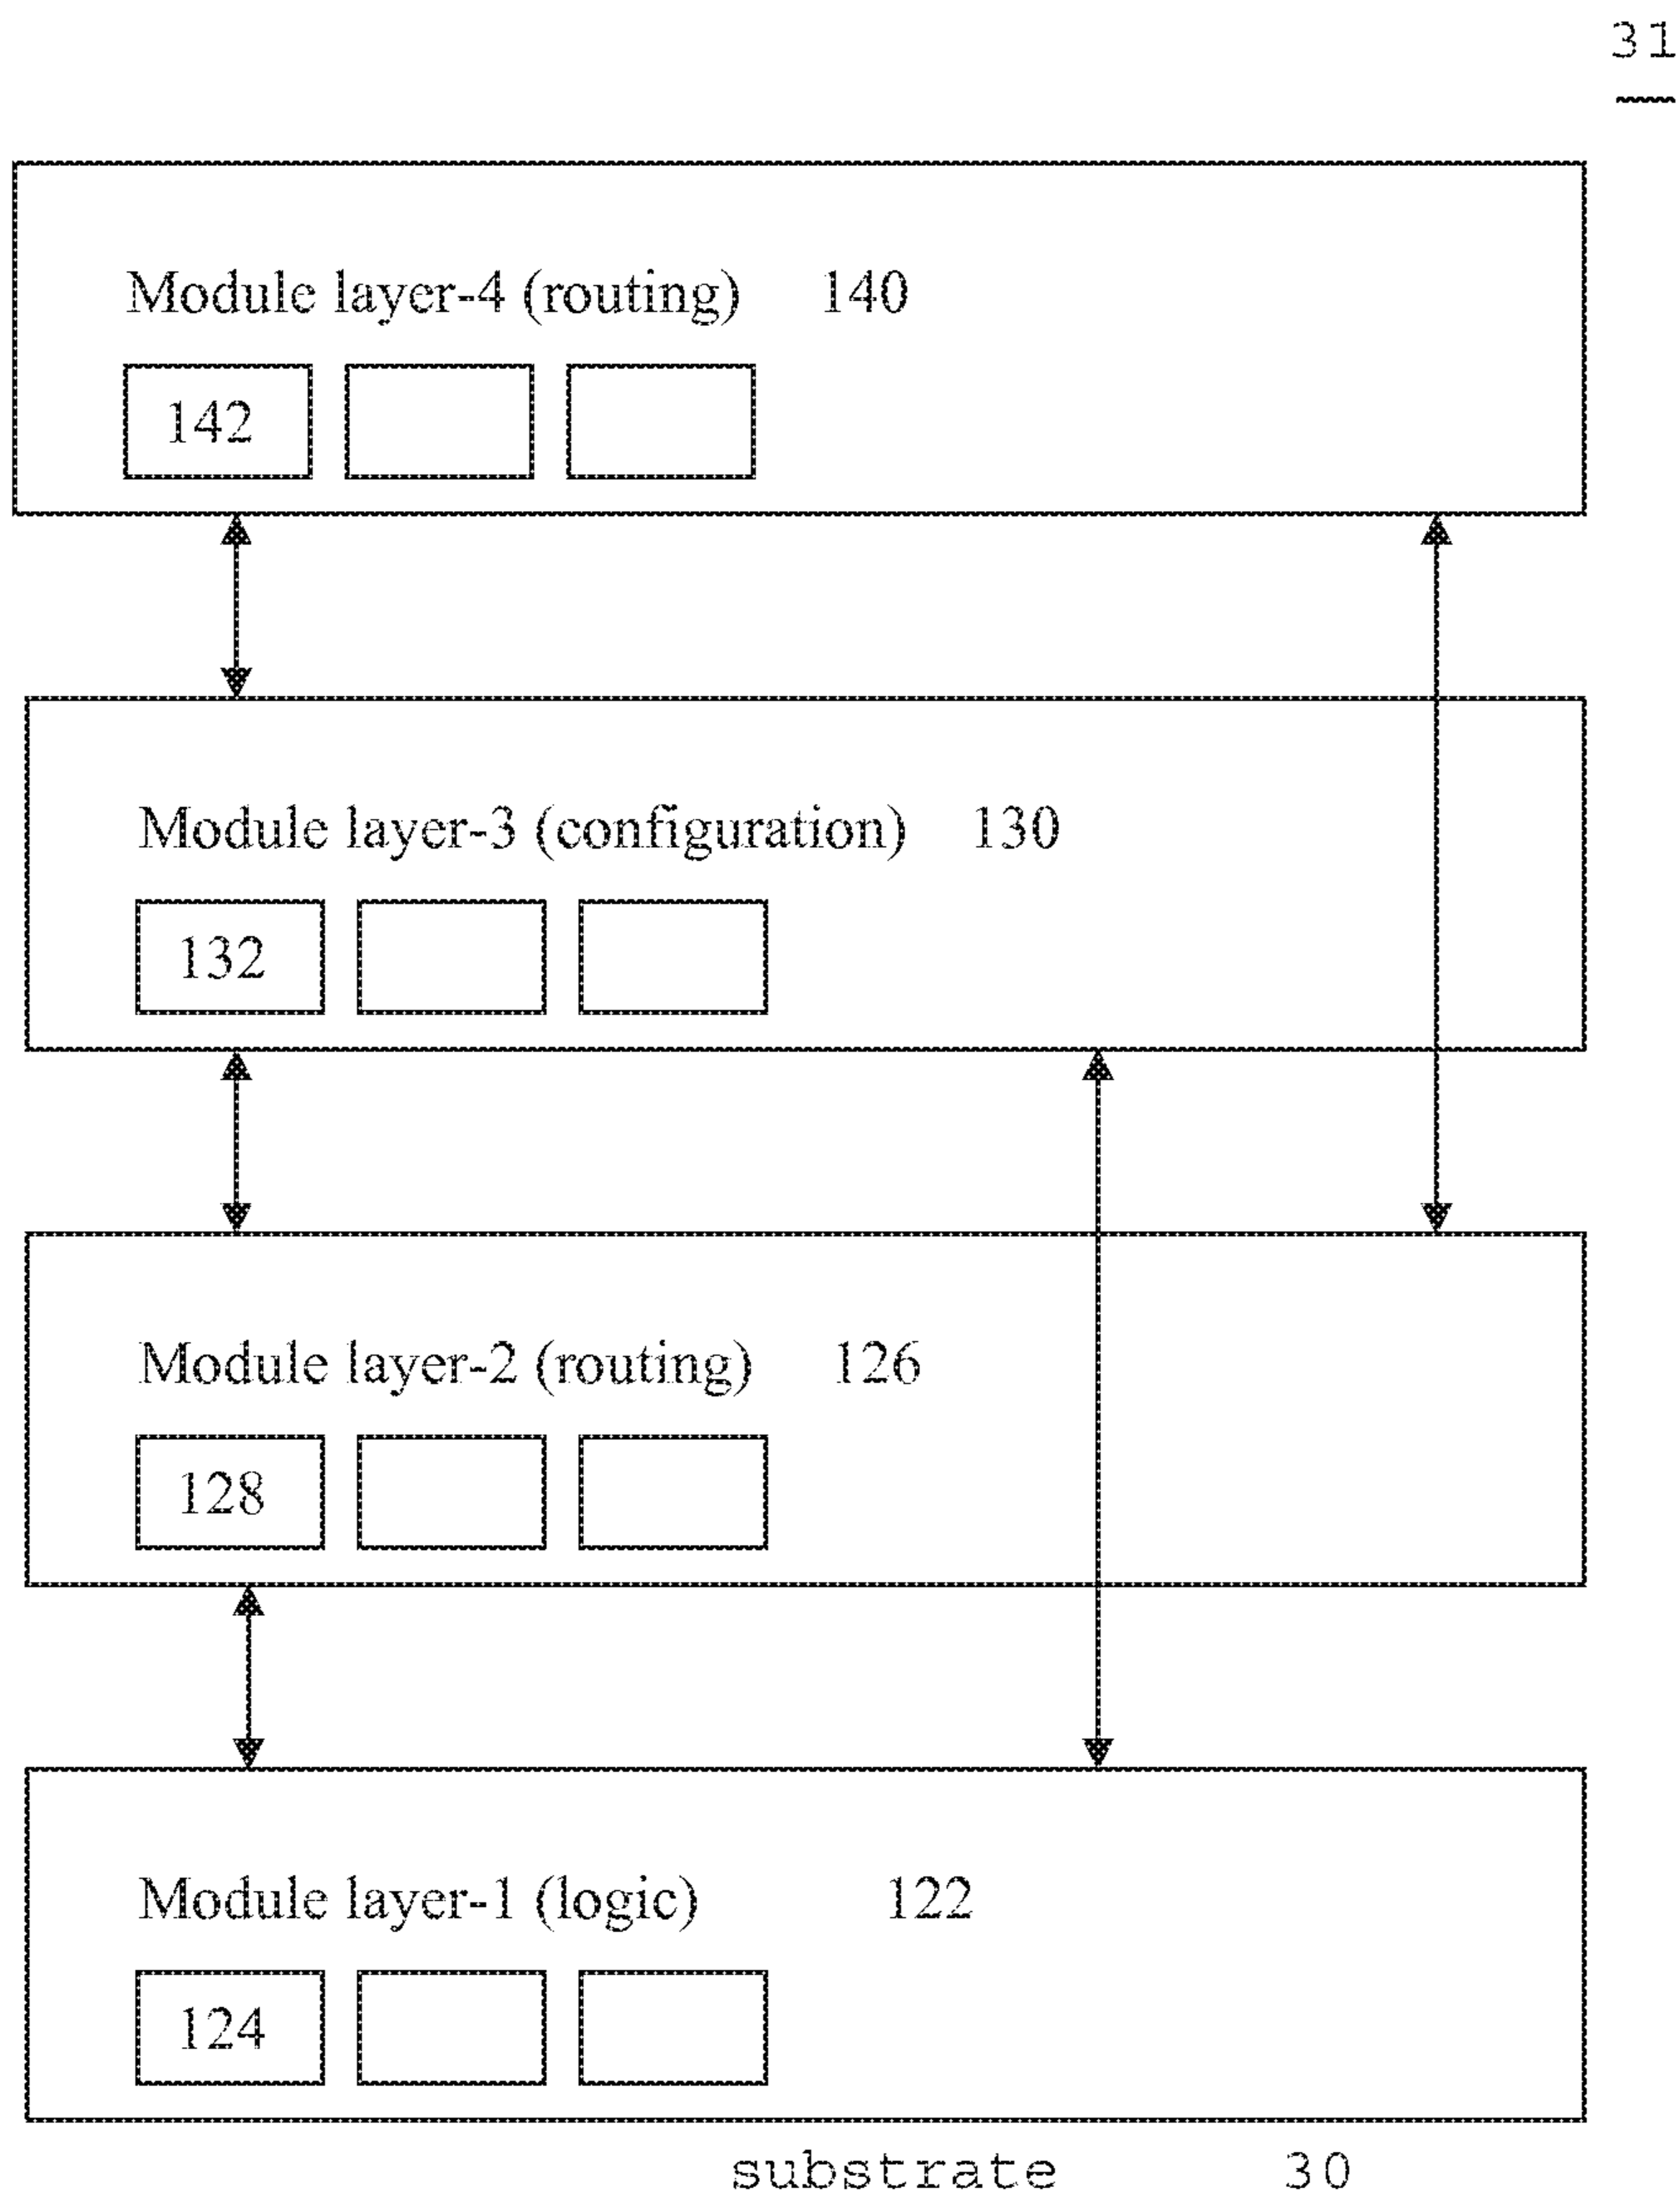 31
Module layer-4 (routing) 140
142
Module layer-3 (configuration) 130
132
Module layer-2 (routing) 126
128
Module layer-1 (logic) 122
124
substrate 30